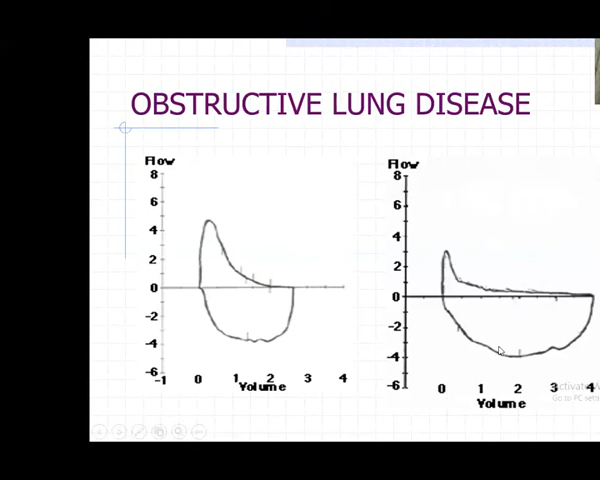 OBSTRUCTIVE LUNG DISEASE
Flow
8
6
4
2
0
-2
-4
-6
-1 0 1 2 3 4
Volume
Flow
8
6
4
2
0
-2
-4
-6
0 1 2 3 4
Volume
Activate W
Go to PC sett